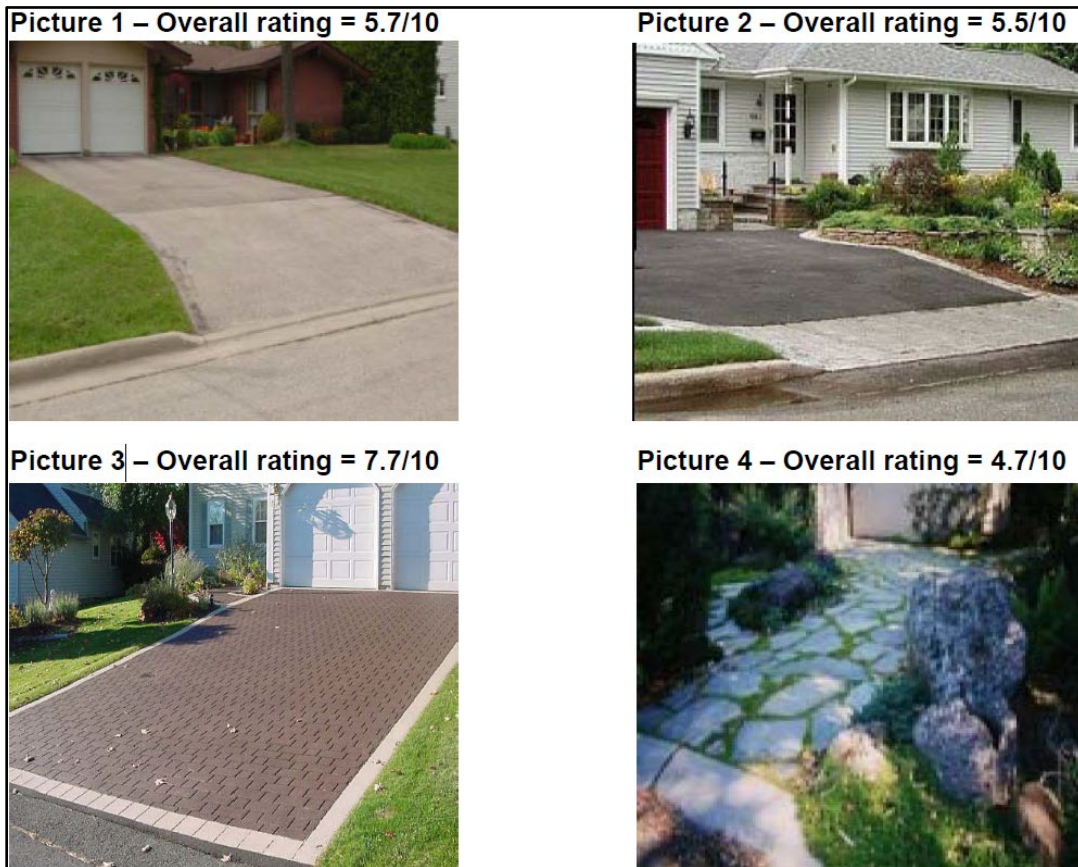 Picture 1 – Overall rating = 5.7/10
Picture 2 – Overall rating = 5.5/10
Picture 3 – Overall rating = 7.7/10
Picture 4 – Overall rating = 4.7/10